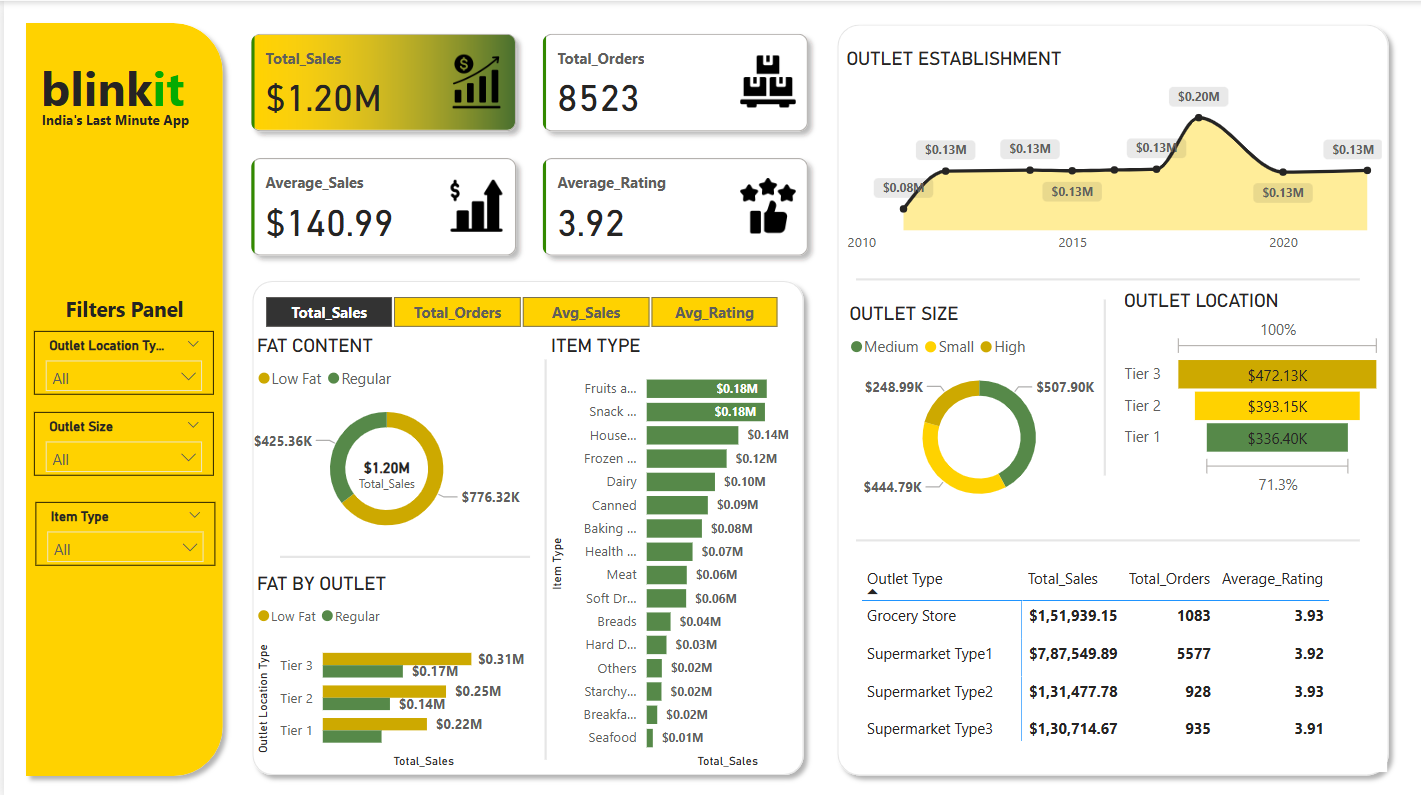 blinkit
India's Last Minute App
Filters Panel
Outlet Location Ty...
All
Outlet Size
All
Item Type
All
Total_Sales
$1.20M
Total_Orders
8523
Average_Sales
$140.99
Average_Rating
3.92
Total_Sales Total_Orders Avg_Sales Avg_Rating
FAT CONTENT
Low Fat Regular
$425.36K
$1.20M
Total_Sales
$776.32K
FAT BY OUTLET
Low Fat Regular
Outlet Location Type
Tier 3 $0.31M
$0.17M
Tier 2 $0.25M
$0.14M
Tier 1 $0.22M
Total_Sales
ITEM TYPE
Item Type
Fruits a... $0.18M
Snack ... $0.18M
House... $0.14M
Frozen ... $0.12M
Dairy $0.10M
Canned $0.09M
Baking ... $0.08M
Health ... $0.07M
Meat $0.06M
Soft Dr... $0.06M
Breads $0.04M
Hard D... $0.03M
Others $0.02M
Starchy... $0.02M
Breakfa... $0.02M
Seafood $0.01M
Total_Sales
OUTLET ESTABLISHMENT
$0.08M
$0.13M
$0.13M
$0.13M
$0.13M
$0.20M
$0.13M
$0.13M
2010 2015 2020
OUTLET SIZE
Medium Small High
$248.99K
$507.90K
$444.79K
OUTLET LOCATION
100%
Tier 3 $472.13K
Tier 2 $393.15K
Tier 1 $336.40K
71.3%
Outlet Type Total_Sales Total_Orders Average_Rating
Grocery Store $1,51,939.15 1083 3.93
Supermarket Type1 $7,87,549.89 5577 3.92
Supermarket Type2 $1,31,477.78 928 3.93
Supermarket Type3 $1,30,714.67 935 3.91